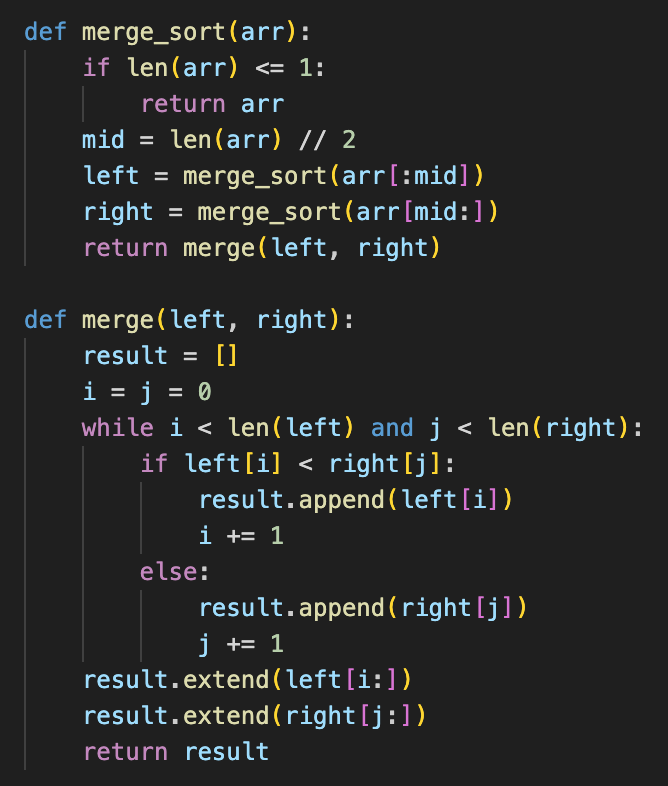 def merge_sort(arr):
    if len(arr) <= 1:
        return arr
    mid = len(arr) // 2
    left = merge_sort(arr[:mid])
    right = merge_sort(arr[mid:])
    return merge(left, right)

def merge(left, right):
    result = []
    i = j = 0
    while i < len(left) and j < len(right):
        if left[i] < right[j]:
            result.append(left[i])
            i += 1
        else:
            result.append(right[j])
            j += 1
    result.extend(left[i:])
    result.extend(right[j:])
    return result